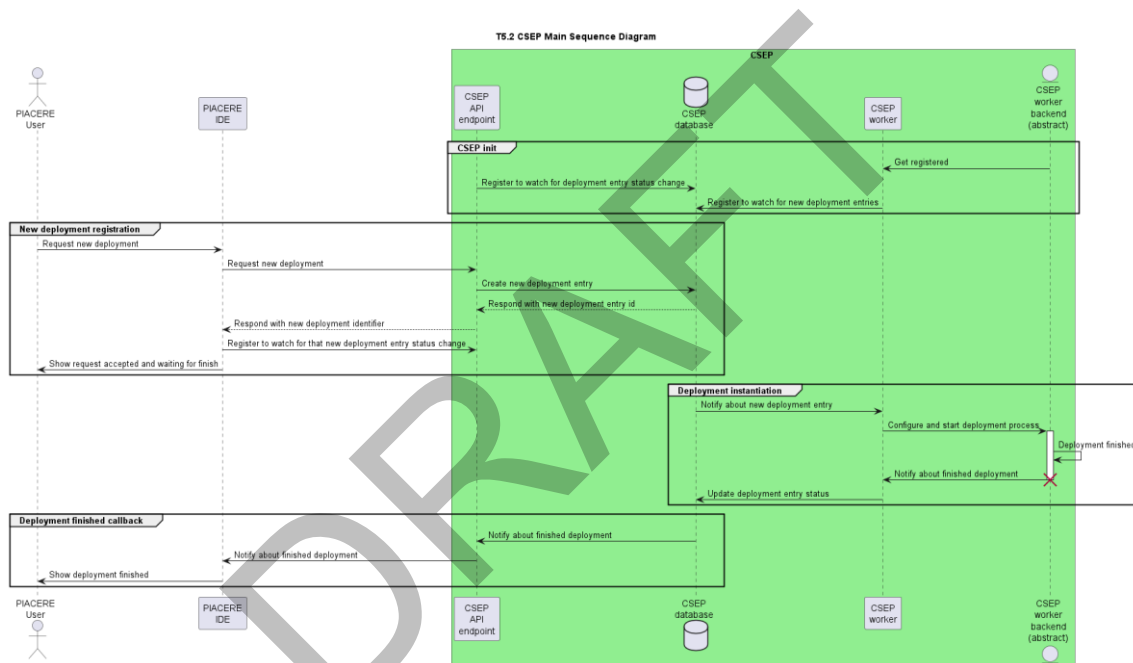 T5.2 CSEP Main Sequence Diagram
CSEP
PIACERE
User
PIACERE
IDE
CSEP
API
endpoint
CSEP
database
CSEP
worker
CSEP
worker
backend
(abstract)
CSEP init
Get registered
Register to watch for deployment entry status change
Register to watch for new deployment entries
New deployment registration
Request new deployment
Request new deployment
Create new deployment entry
Respond with new deployment entry id
Respond with new deployment identifier
Register to watch for that new deployment entry status change
Show request accepted and waiting for finish
Deployment instantiation
Notify about new deployment entry
Configure and start deployment process
Deployment finished
Notify about finished deployment
Update deployment entry status
Deployment finished callback
Notify about finished deployment
Notify about finished deployment
Show deployment finished
PIACERE
User
PIACERE
IDE
CSEP
API
endpoint
CSEP
database
CSEP
worker
CSEP
worker
backend
(abstract)
DRAFT